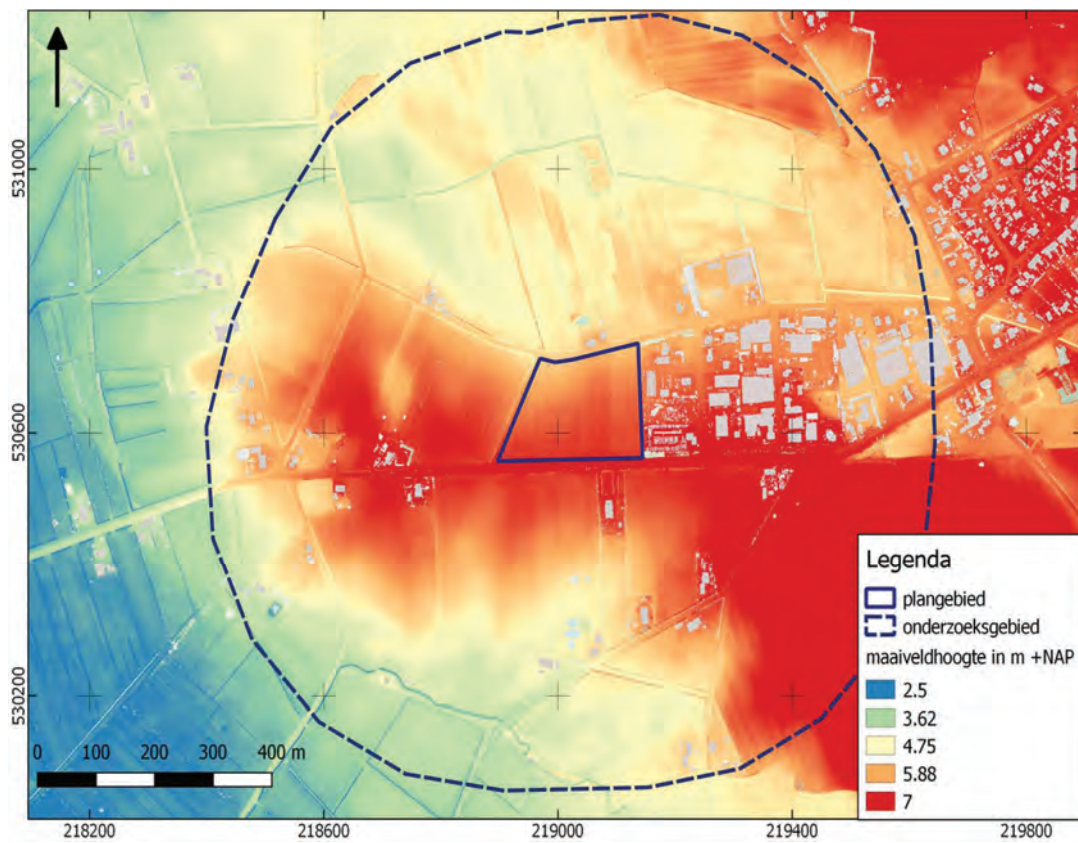 531000
530600
530200
0 100 200 300 400 m
218200 218600 219000 219400 219800
Legenda
plangebied
onderzoeksgebied
maaiveldhoogte in m +NAP
2.5
3.62
4.75
5.88
7